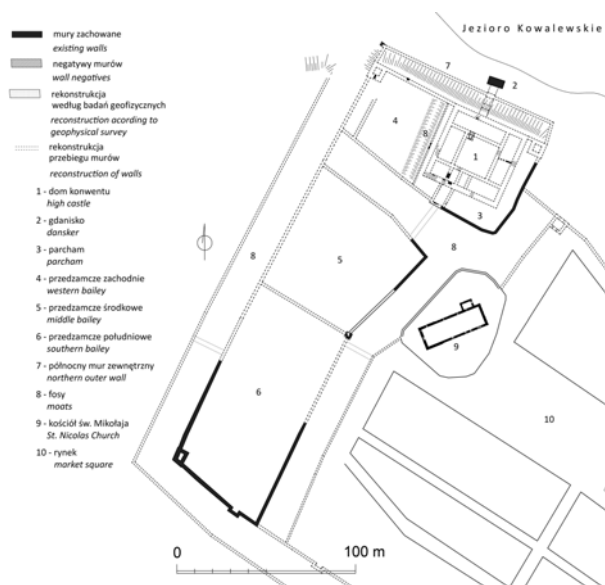 Jezioro Kowalewskie
mury zachowane
existing walls
negatywy murów
wall negatives
rekonstrukcja
według badań geofizycznych
reconstruction acording to
geophysical survey
rekonstrukcja
przebiegu murów
reconstruction of walls
1 - dom konwentu
high castle
2 - gdanisko
dansker
3 - parcham
parcham
4 - przedzamcze zachodnie
western bailey
5 - przedzamcze środkowe
middle bailey
6 - przedzamcze południowe
southern bailey
7 - północny mur zewnętrzny
northern outer wall
8 - fosy
moats
9 - kościół św. Mikołaja
St. Nicolas Church
10 - rynek
market square
7
2
4
8
1
3
8
5
8
9
6
10
0
100 m